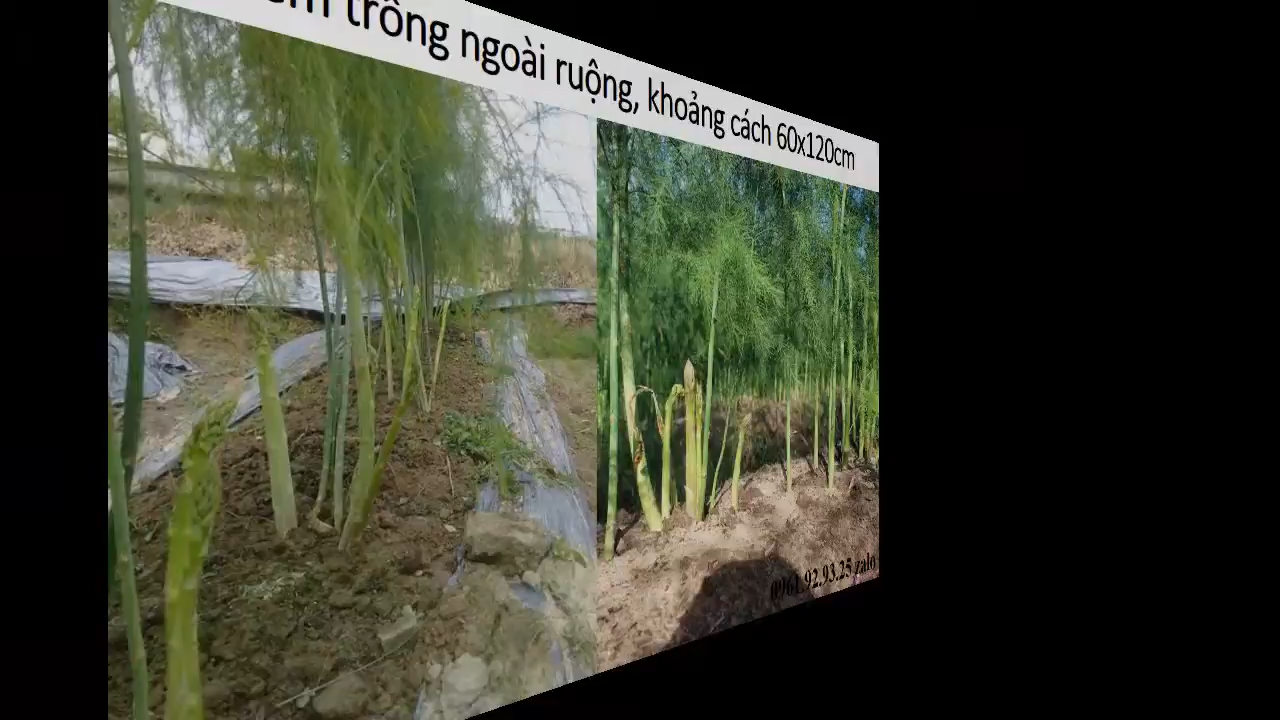 trồng ngoài ruộng, khoảng cách 60x120cm
0961.92.93.25 zalo